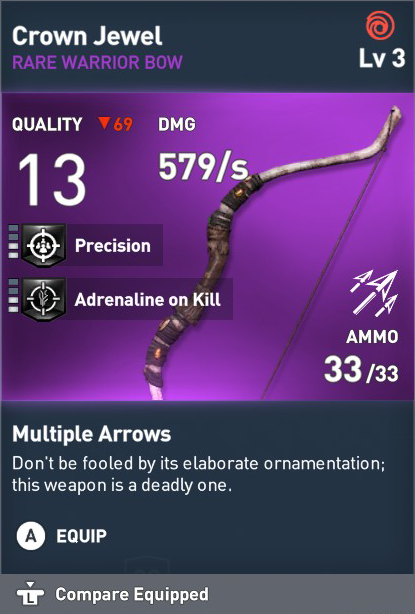 Crown Jewel
RARE WARRIOR BOW
Lv 3
QUALITY ▼69 DMG
13 579/s
Precision
Adrenaline on Kill
AMMO
33/33
Multiple Arrows
Don't be fooled by its elaborate ornamentation;
this weapon is a deadly one.
A EQUIP
L Compare Equipped